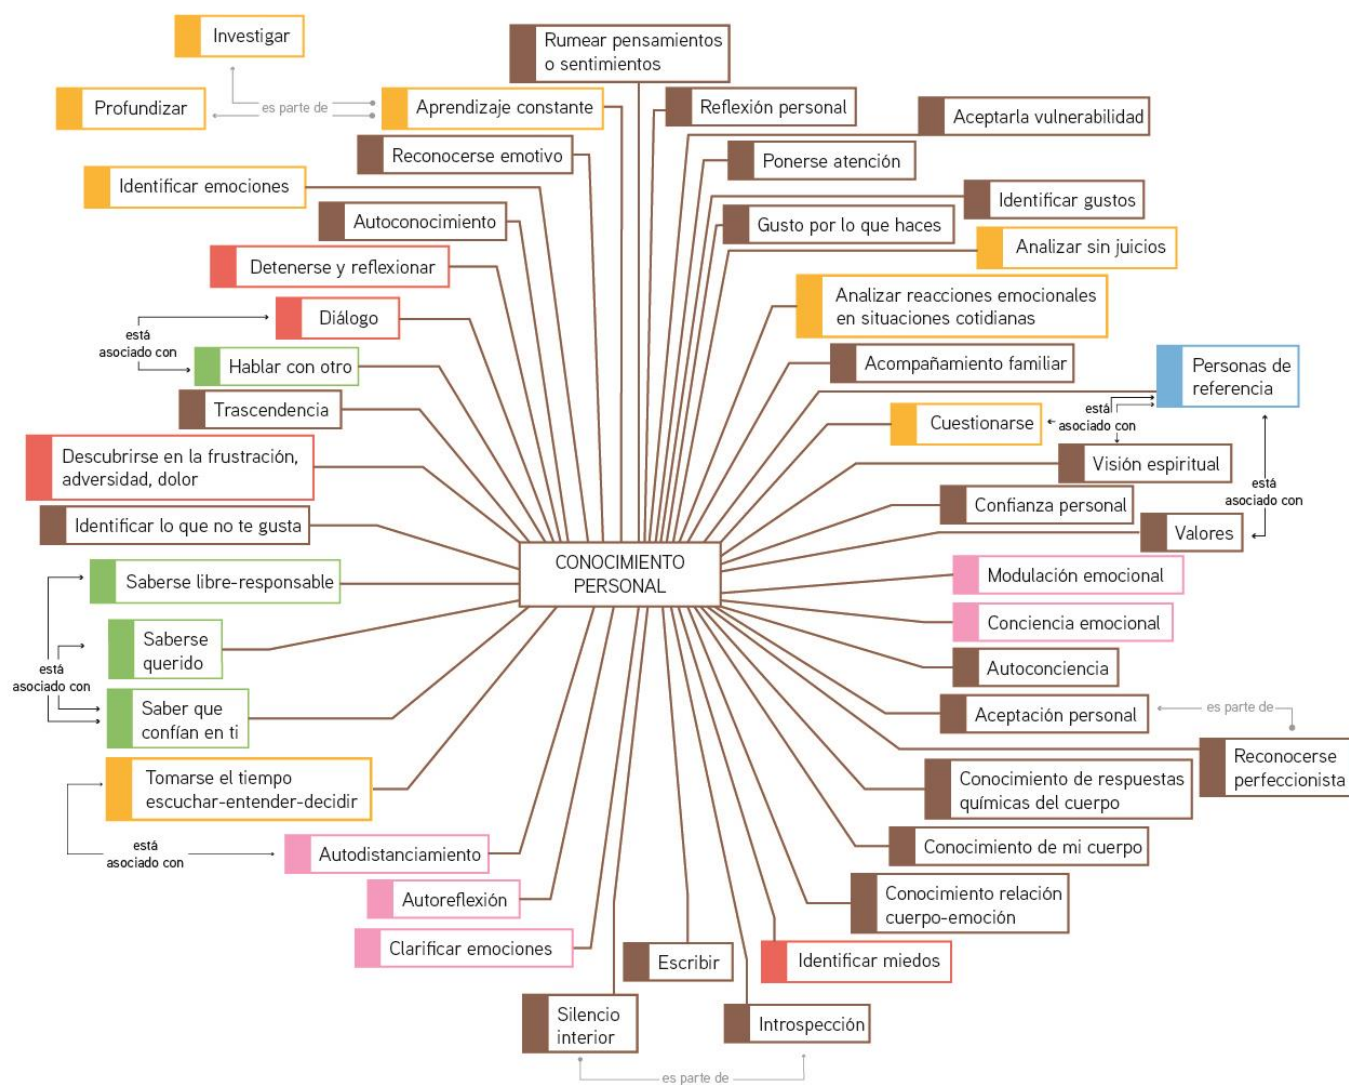 Investigar
Rumear pensamientos
o sentimientos
Profundizar
es parte de
Aprendizaje constante
Reflexión personal
Aceptarla vulnerabilidad
Reconocerse emotivo
Ponerse atención
Identificar emociones
Identificar gustos
Autoconocimiento
Gusto por lo que haces
Analizar sin juicios
Detenerse y reflexionar
Analizar reacciones emocionales
en situaciones cotidianas
Diálogo
está
asociado con
Hablar con otro
Acompañamiento familiar
Personas de
referencia
Trascendencia
Cuestionarse
está
asociado con
Descubrirse en la frustración,
adversidad, dolor
Visión espiritual
está
asociado con
Identificar lo que no te gusta
Confianza personal
Valores
CONOCIMIENTO
PERSONAL
Saberse libre-responsable
Modulación emocional
Conciencia emocional
Saberse
querido
está
asociado con
Autoconciencia
Saber que
confían en ti
Aceptación personal
es parte de
Reconocerse
perfeccionista
Tomarse el tiempo
escuchar-entender-decidir
Conocimiento de respuestas
químicas del cuerpo
está
asociado con
Autodistanciamiento
Conocimiento de mi cuerpo
Autoreflexión
Conocimiento relación
cuerpo-emoción
Clarificar emociones
Escribir
Identificar miedos
Silencio
interior
Introspección
es parte de